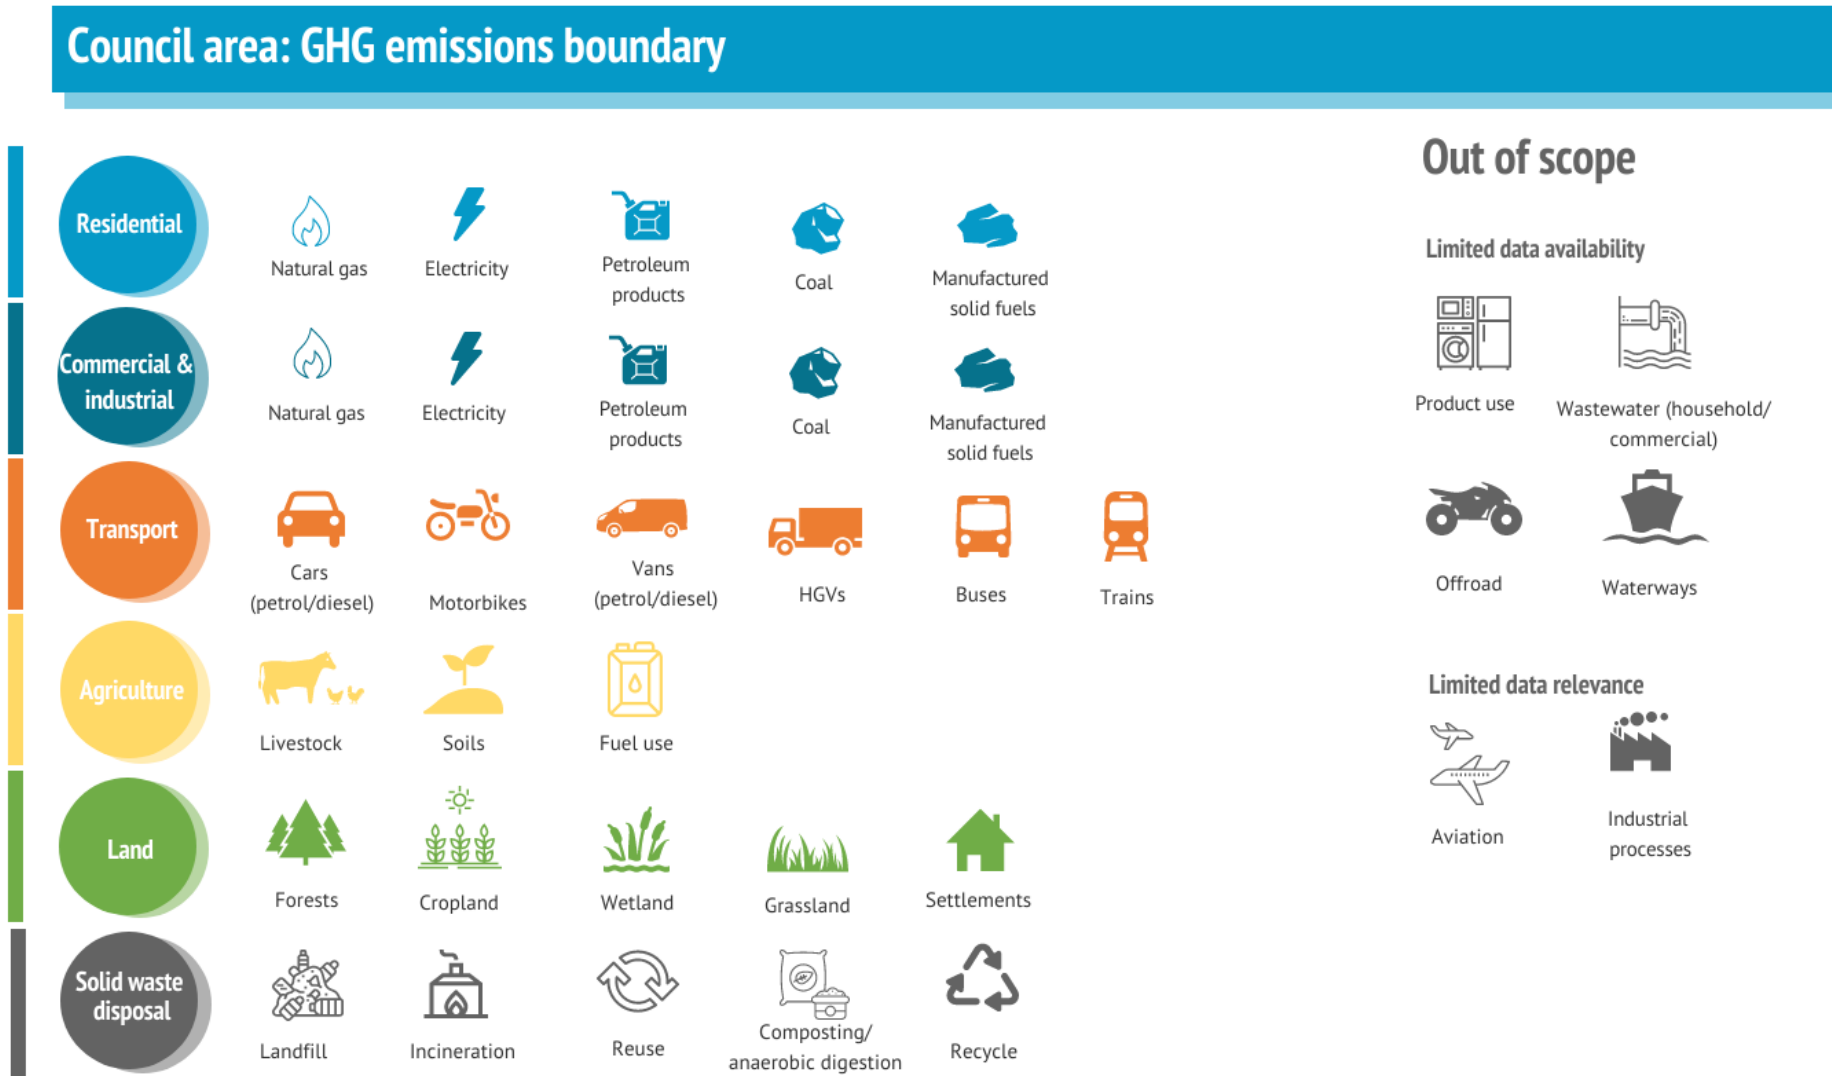 Council area: GHG emissions boundary
Residential
Natural gas
Electricity
Petroleum
products
Coal
Manufactured
solid fuels
Commercial &
industrial
Natural gas
Electricity
Petroleum
products
Coal
Manufactured
solid fuels
Transport
Cars
(petrol/diesel)
Motorbikes
Vans
(petrol/diesel)
HGVs
Buses
Trains
Agriculture
Livestock
Soils
Fuel use
Land
Forests
Cropland
Wetland
Grassland
Settlements
Solid waste
disposal
Landfill
Incineration
Reuse
Composting/
anaerobic digestion
Recycle
Out of scope
Limited data availability
Product use
Wastewater (household/
commercial)
Offroad
Waterways
Limited data relevance
Aviation
Industrial
processes